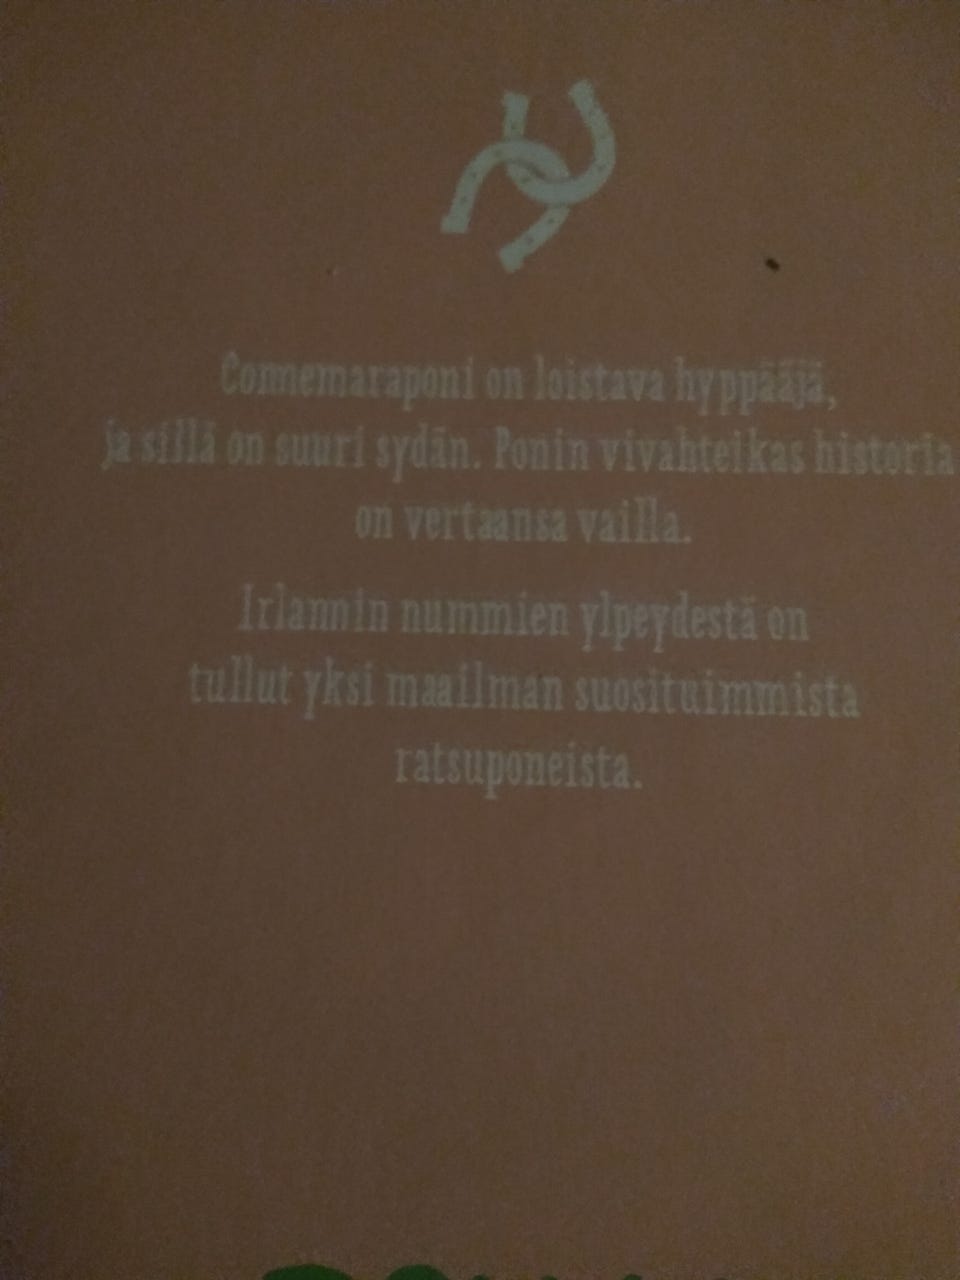 Connemaraponi on loistava hyppääjä,
ja sillä on suuri sydän. Ponin vivahteikas historia
on vertaansa vailla.
Irlannin nummien ylpeydestä on
tullut yksi maailman suosituimmista
ratsuponeista.